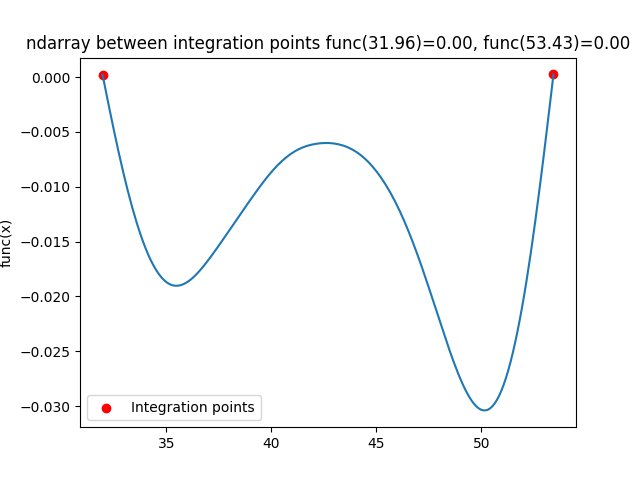 ndarray between integration points func(31.96)=0.00, func(53.43)=0.00
0.000
−0.005
−0.010
−0.015
−0.020
−0.025
−0.030
func(x)
Integration points
35 40 45 50